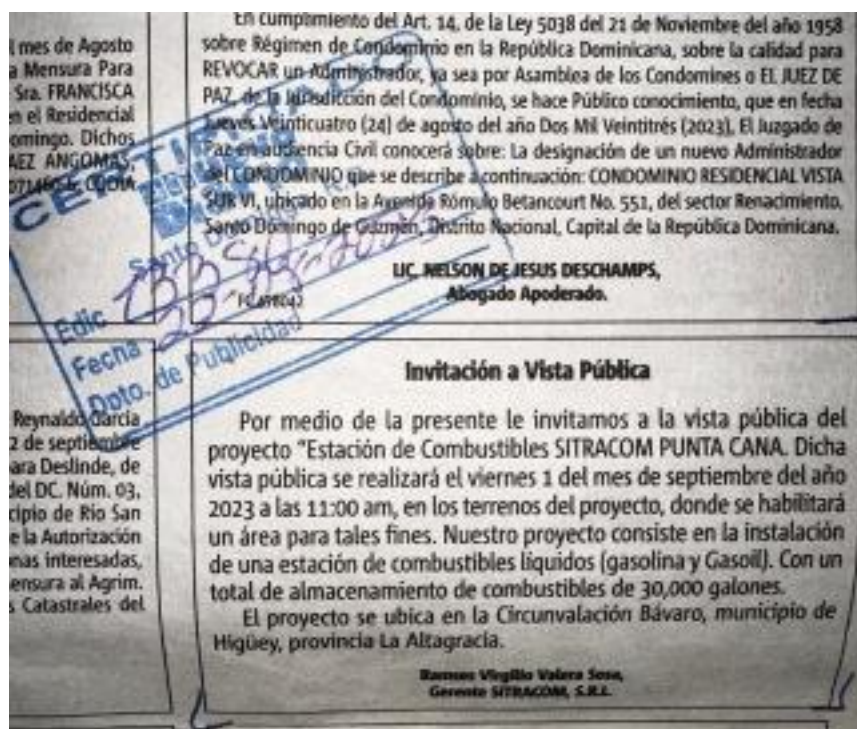 l mes de Agosto
a Mensura Para
Sra. FRANCISCA
en el Residencial
omingo. Dichos
AEZ ANGOMAS,
En cumplimiento del Art. 14, de la Ley 5038 del 21 de Noviembre del año 1958
sobre Régimen de Condominio en la República Dominicana, sobre la calidad para
REVOCAR un Administrador, ya sea por Asamblea de los Condomines o EL JUEZ DE
PAZ, de la Jurisdicción del Condominio, se hace Público conocimiento, que en fecha
Jueves Veinticuatro (24) de agosto del año Dos Mil Veintitrés (2023), El Juzgado de
Paz en audiencia Civil conocerá sobre: La designación de un nuevo Administrador
del CONDOMINIO que se describe a continuación: CONDOMINIO RESIDENCIAL VISTA
SUR VI, ubicado en la Avenida Rómulo Betancourt No. 551, del sector Renacimiento,
Santo Domingo de Guzmán, Distrito Nacional, Capital de la República Dominicana.
LIC. NELSON DE JESUS DESCHAMPS,
Abogado Apoderado.
Santo
Edic
Fecha
Dpto. de Publicidad
Reynaldo García
2 de septiembre
para Deslinde, de
del DC. Núm. 03,
cipio de Rio San
e la Autorización
nas interesadas,
ensura al Agrim.
s Catastrales del
Invitación a Vista Pública
Por medio de la presente le invitamos a la vista pública del
proyecto "Estación de Combustibles SITRACOM PUNTA CANA. Dicha
vista pública se realizará el viernes 1 del mes de septiembre del año
2023 a las 11:00 am, en los terrenos del proyecto, donde se habilitará
un área para tales fines. Nuestro proyecto consiste en la instalación
de una estación de combustibles líquidos (gasolina y Gasoil). Con un
total de almacenamiento de combustibles de 30,000 galones.
El proyecto se ubica en la Circunvalación Bávaro, municipio de
Higüey, provincia La Altagracia.
Ramses Virgilio Valera Sosa,
Gerente SITRACOM, S.R.L.